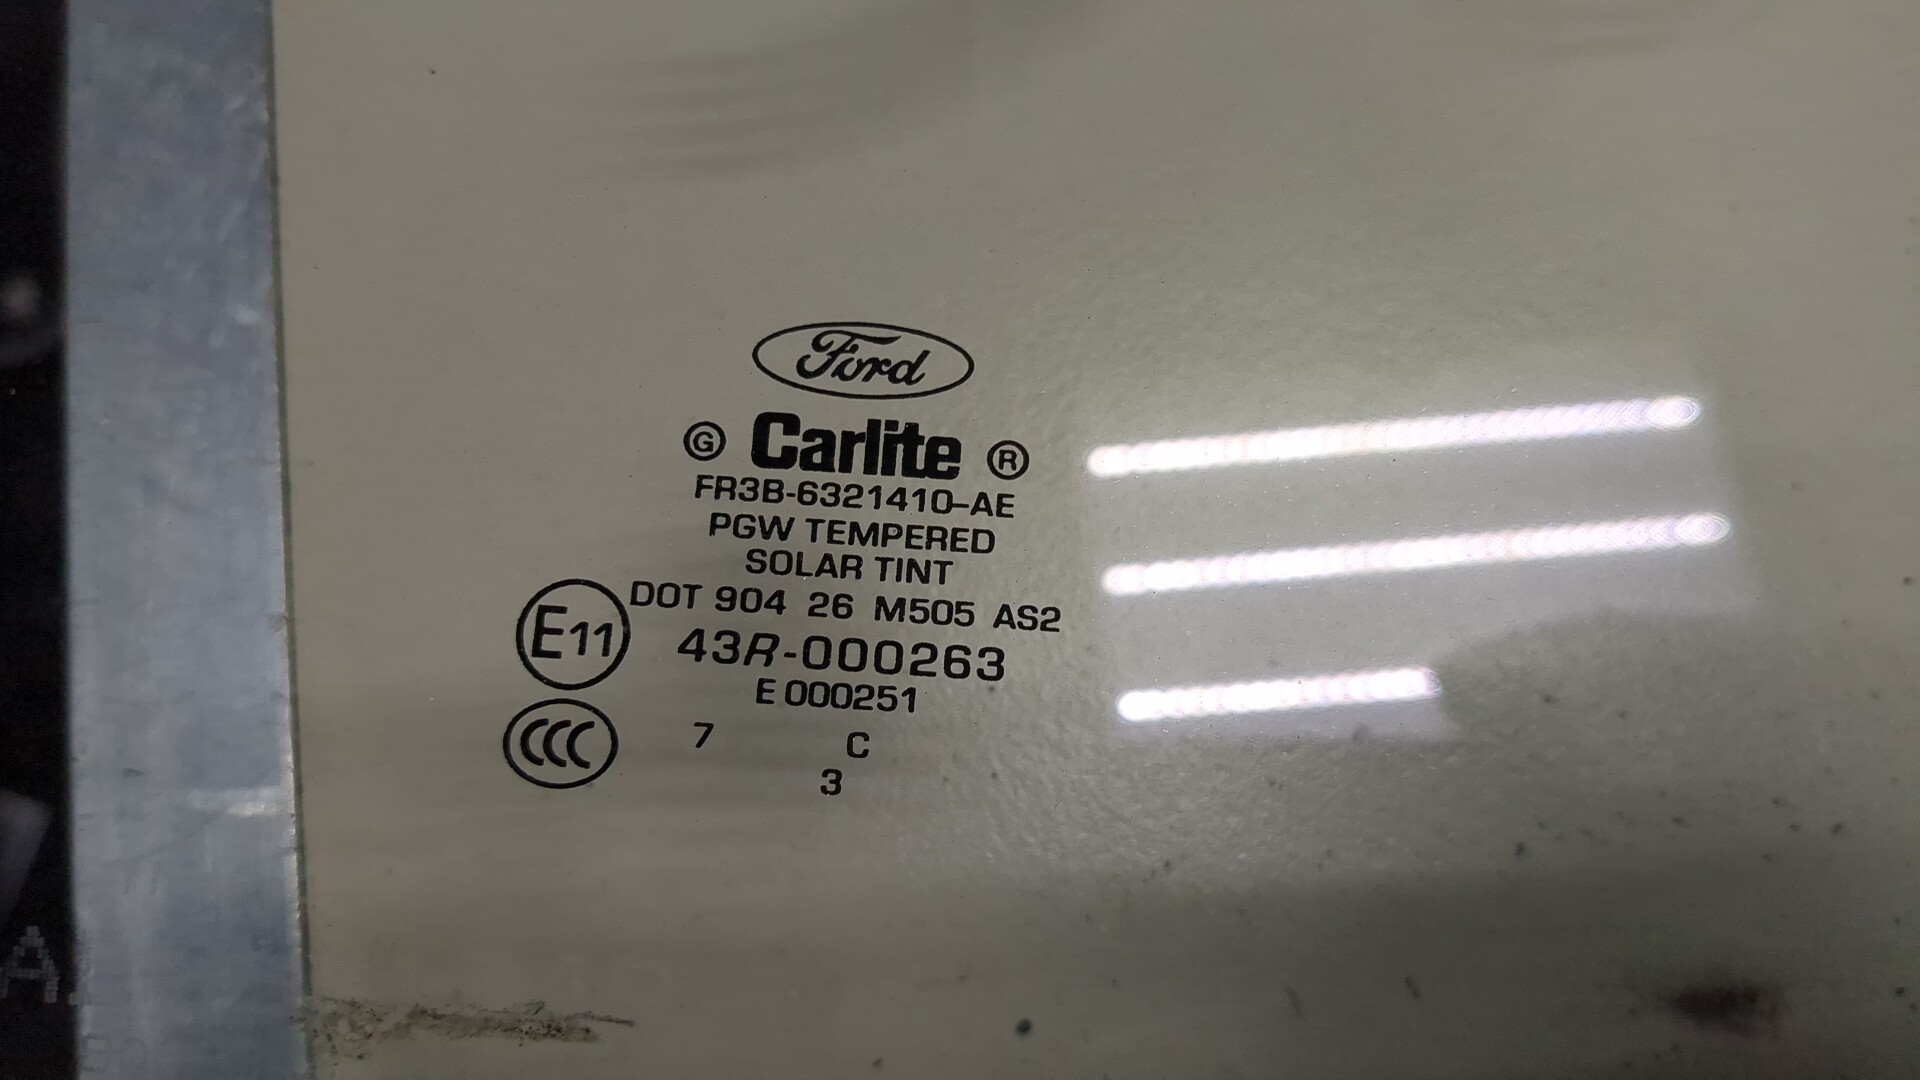 Ford
G Carlite ®
FR3B-6321410-AE
PGW TEMPERED
SOLAR TINT
DOT 904 26 M505 AS2
E11 43R-000263
E 000251
CCC 7 C
3